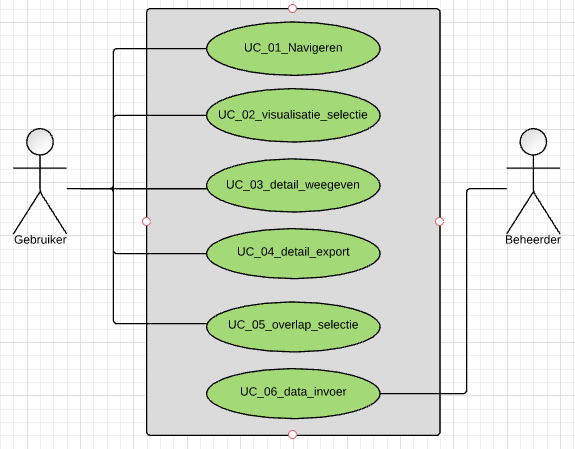 UC_01_Navigeren
UC_02_visualisatie_selectie
UC_03_detail_weegeven
Gebruiker
Beheerder
UC_04_detail_export
UC_05_overlap_selectie
UC_06_data_invoer